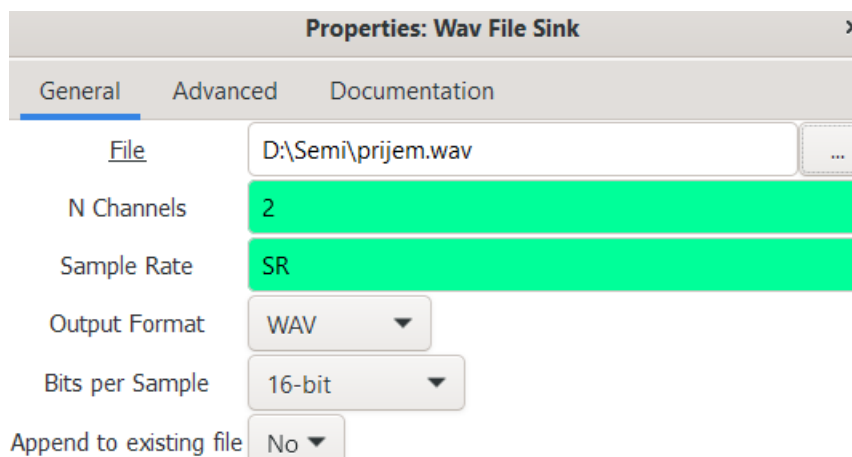 Properties: Wav File Sink
General Advanced Documentation
File D:\Semi\prijem.wav ...
N Channels 2
Sample Rate SR
Output Format WAV
Bits per Sample 16-bit
Append to existing file No